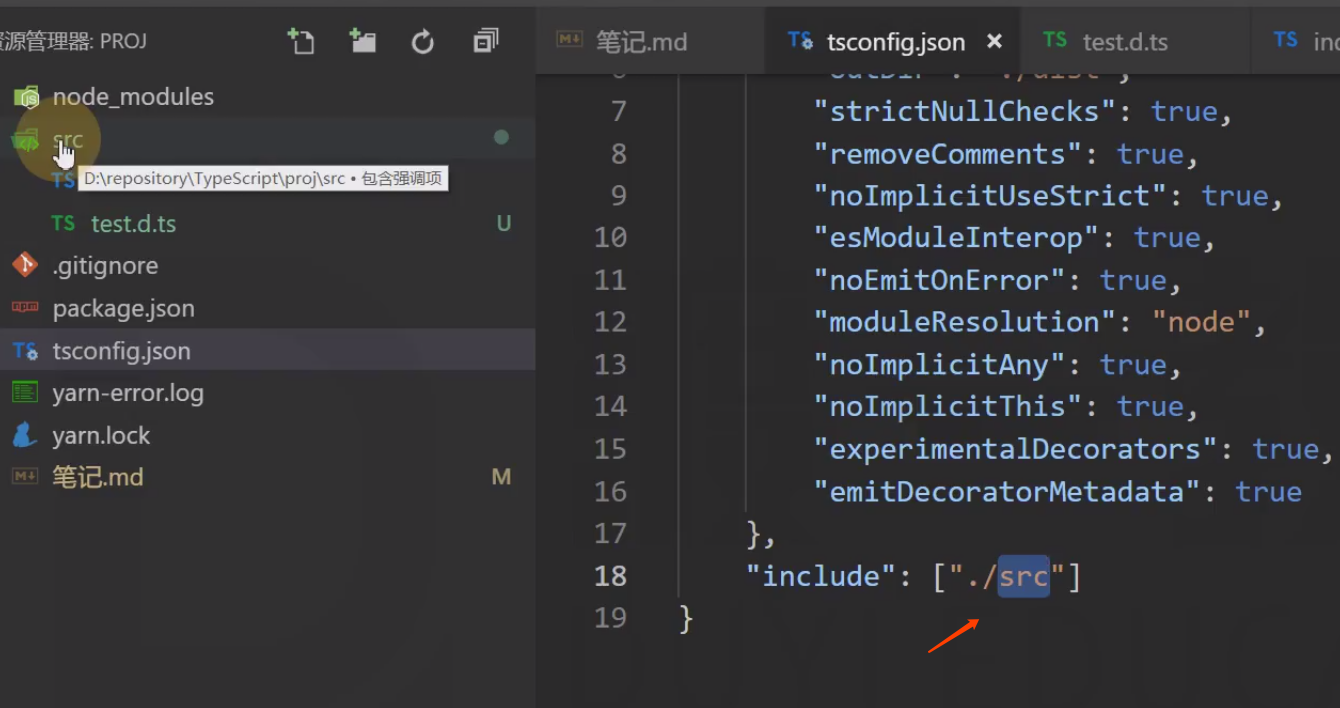 资源管理器: PROJ
笔记.md
tsconfig.json
TS test.d.ts
TS
node_modules
src
D:\repository\TypeScript\proj\src • 包含强调项
TS
TS test.d.ts U
.gitignore
package.json
TS tsconfig.json
yarn-error.log
yarn.lock
M↓ 笔记.md M
7 "strictNullChecks": true,
8 "removeComments": true,
9 "noImplicitUseStrict": true,
10 "esModuleInterop": true,
11 "noEmitOnError": true,
12 "moduleResolution": "node",
13 "noImplicitAny": true,
14 "noImplicitThis": true,
15 "experimentalDecorators": true,
16 "emitDecoratorMetadata": true
17 },
18 "include": ["./src"]
19 }